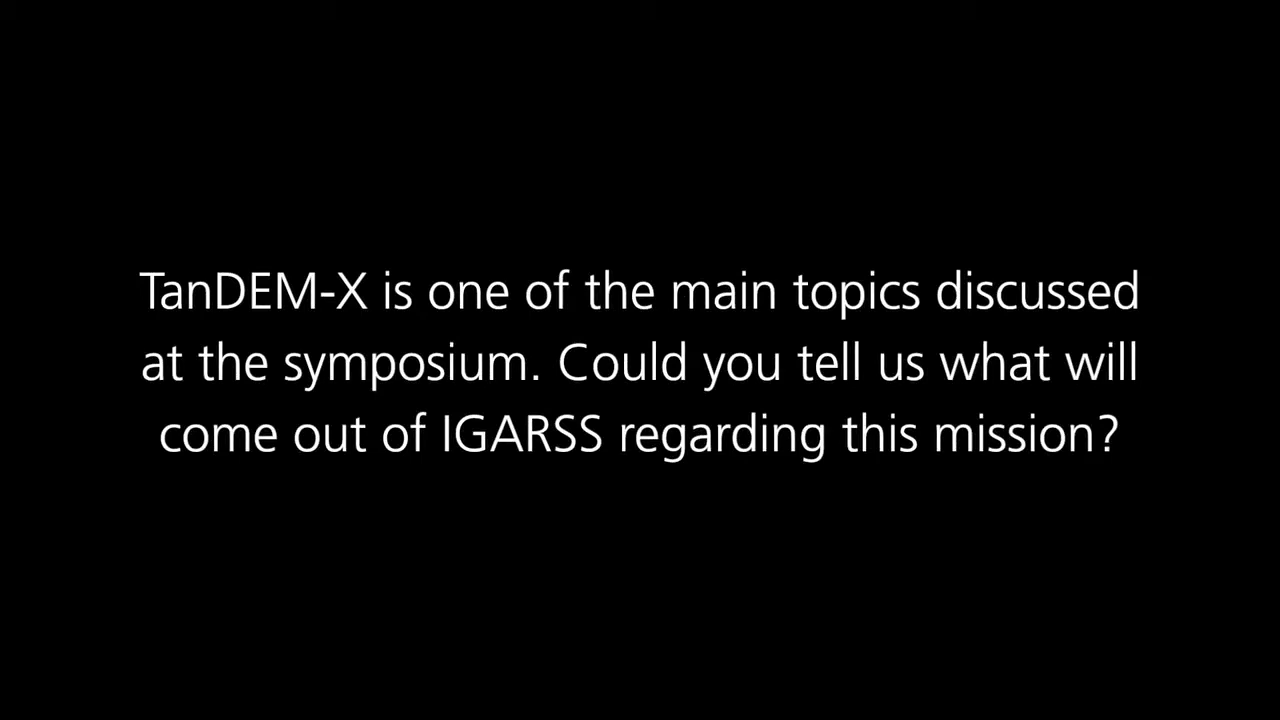 TanDEM-X is one of the main topics discussed
at the symposium. Could you tell us what will
come out of IGARSS regarding this mission?